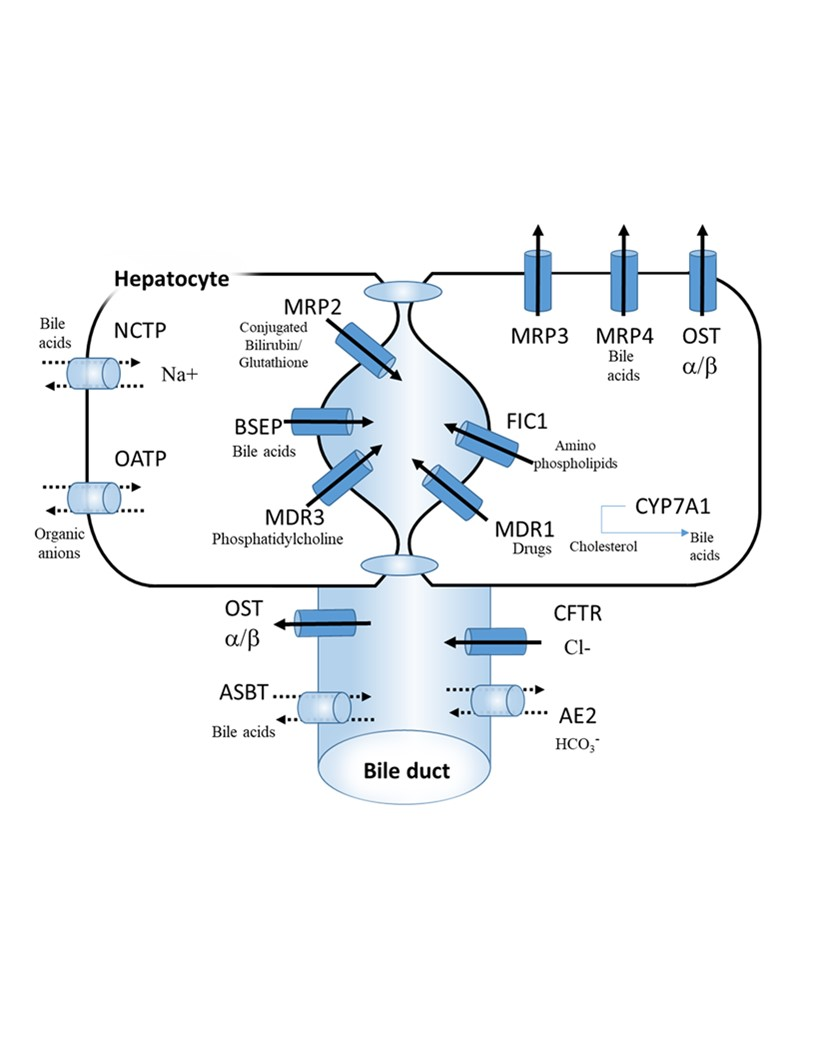 Hepatocyte
Bile
acids
NCTP
Na+
OATP
Organic
anions
MRP2
Conjugated
Bilirubin/
Glutathione
BSEP
Bile acids
MDR3
Phosphatidylcholine
MRP3
MRP4
Bile
acids
OST
α/β
FIC1
Amino
phospholipids
MDR1
Drugs
CYP7A1
Cholesterol
Bile
acids
OST
α/β
ASBT
Bile acids
CFTR
Cl-
AE2
HCO₃⁻
Bile duct